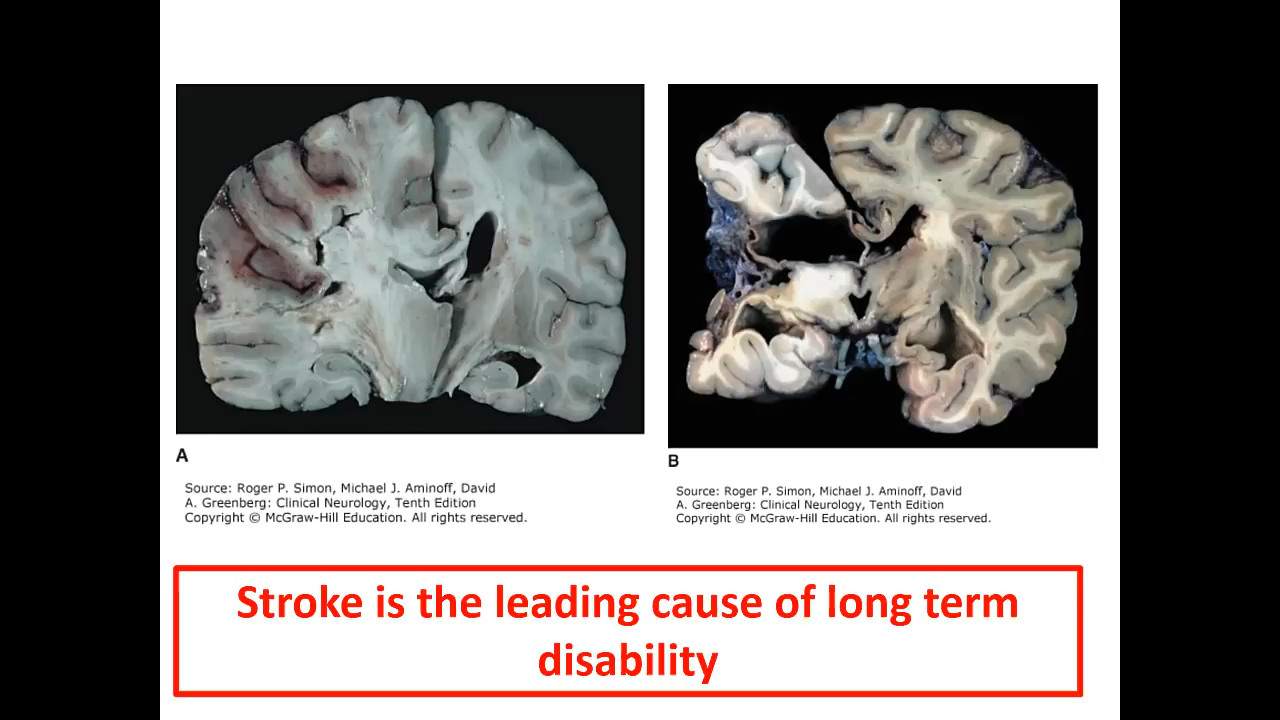 A
Source: Roger P. Simon, Michael J. Aminoff, David
A. Greenberg: Clinical Neurology, Tenth Edition
Copyright © McGraw-Hill Education. All rights reserved.
B
Source: Roger P. Simon, Michael J. Aminoff, David
A. Greenberg: Clinical Neurology, Tenth Edition
Copyright © McGraw-Hill Education. All rights reserved.
Stroke is the leading cause of long term
disability